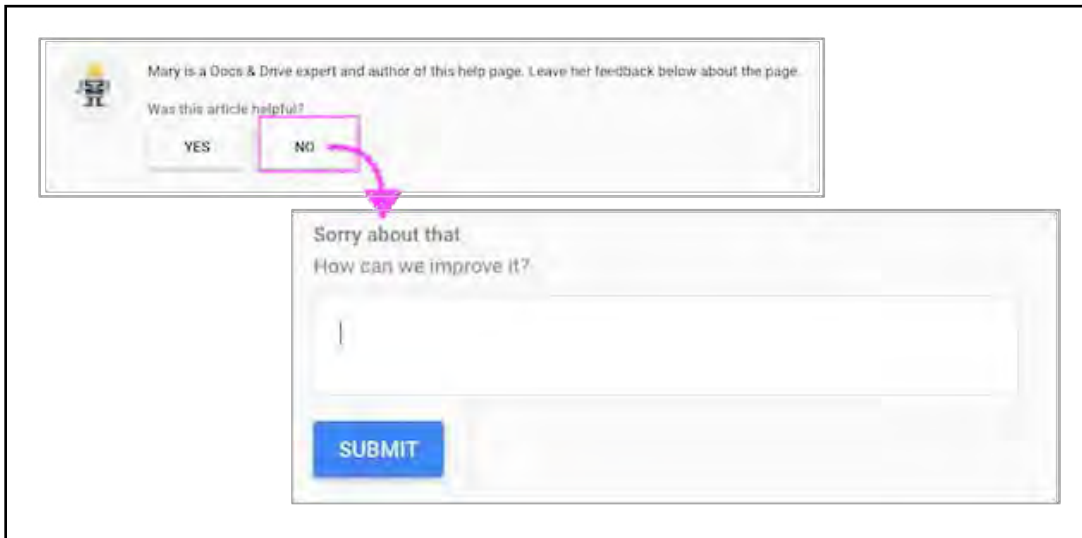 Mary is a Docs & Drive expert and author of this help page. Leave her feedback below about the page.
Was this article helpful?
YES NO
Sorry about that
How can we improve it?
SUBMIT